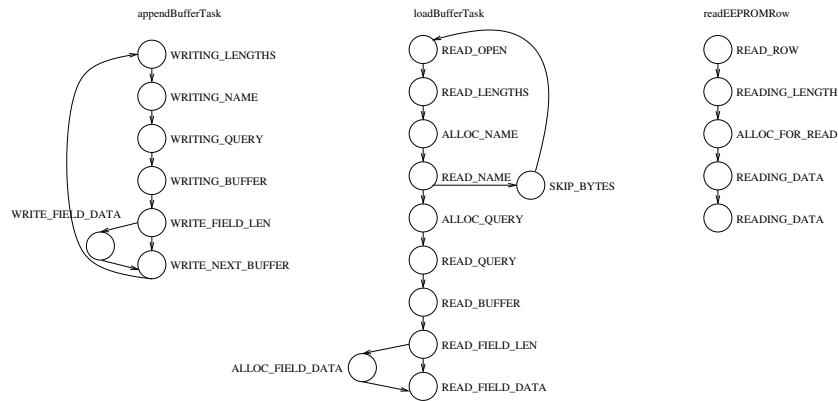 appendBufferTask
WRITING_LENGTHS
WRITING_NAME
WRITING_QUERY
WRITING_BUFFER
WRITE_FIELD_DATA
WRITE_FIELD_LEN
WRITE_NEXT_BUFFER
loadBufferTask
READ_OPEN
READ_LENGTHS
ALLOC_NAME
READ_NAME
SKIP_BYTES
ALLOC_QUERY
READ_QUERY
READ_BUFFER
READ_FIELD_LEN
ALLOC_FIELD_DATA
READ_FIELD_DATA
readEEPROMRow
READ_ROW
READING_LENGTH
ALLOC_FOR_READ
READING_DATA
READING_DATA